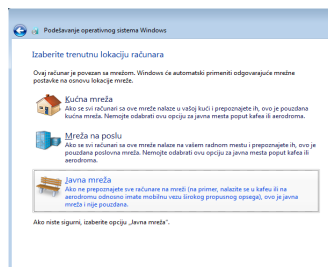 Podešavanje operativnog sistema Windows
Izaberite trenutnu lokaciju računara
Ovaj računar je povezan sa mrežom. Windows će automatski primeniti odgovarajuće mrežne
postavke na osnovu lokacije mreže.
Kućna mreža
Ako se svi računari sa ove mreže nalaze u vašoj kući i prepoznajete ih, ovo je pouzdana
kućna mreža. Nemojte odabrati ovu opciju za javna mesta poput kafea ili aerodroma.
Mreža na poslu
Ako se svi računari sa ove mreže nalaze na vašem radnom mestu i prepoznajete ih, ovo je
pouzdana poslovna mreža. Nemojte odabrati ovu opciju za javna mesta poput kafea ili
aerodroma.
Javna mreža
Ako ne prepoznajete sve računare na mreži (na primer, nalazite se u kafeu ili na
aerodromu odnosno imate mobilnu vezu širokog propusnog opsega), ovo je javna
mreža i nije pouzdana.
Ako niste sigurni, izaberite opciju „Javna mreža“.